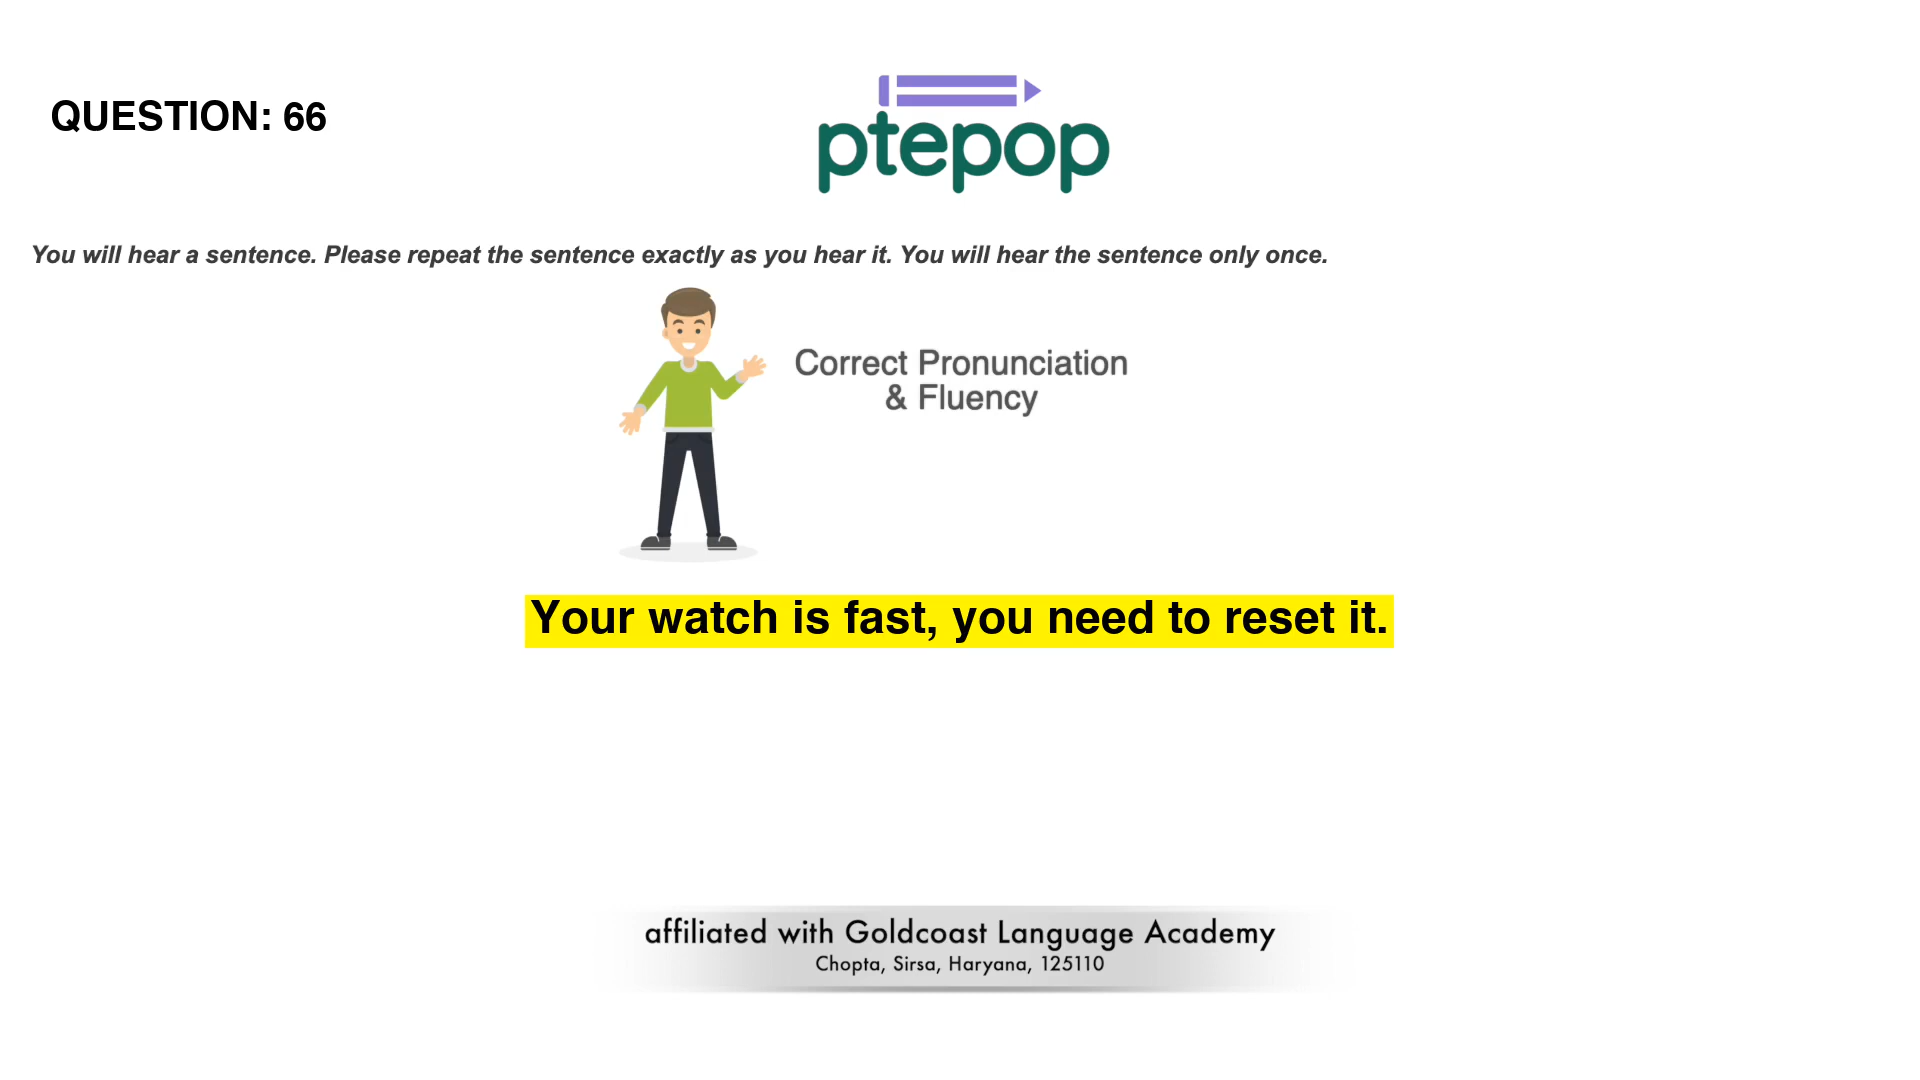 QUESTION: 66
ptepop
You will hear a sentence. Please repeat the sentence exactly as you hear it. You will hear the sentence only once.
Correct Pronunciation
& Fluency
Your watch is fast, you need to reset it.
affiliated with Goldcoast Language Academy
Chopta, Sirsa, Haryana, 125110